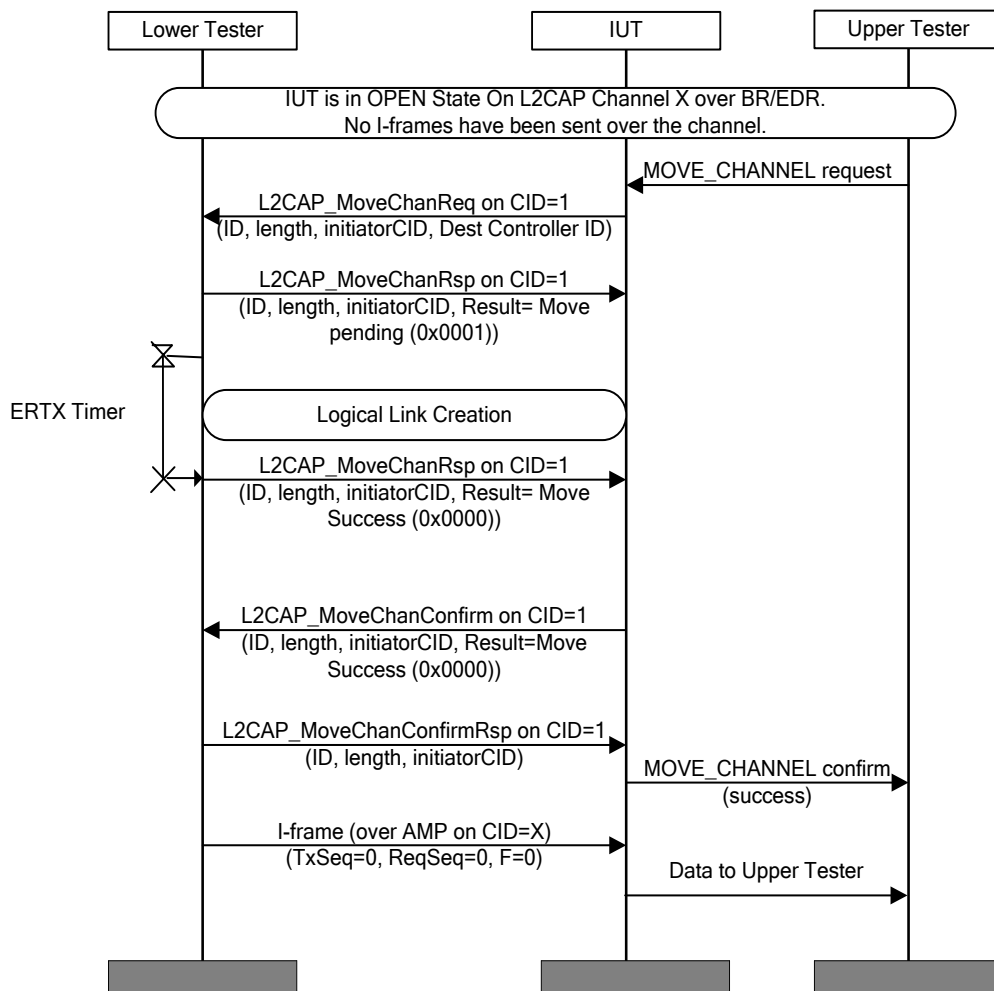 Lower Tester
IUT
Upper Tester
IUT is in OPEN State On L2CAP Channel X over BR/EDR.
No I-frames have been sent over the channel.
MOVE_CHANNEL request
L2CAP_MoveChanReq on CID=1
(ID, length, initiatorCID, Dest Controller ID)
L2CAP_MoveChanRsp on CID=1
(ID, length, initiatorCID, Result= Move
pending (0x0001))
ERTX Timer
Logical Link Creation
L2CAP_MoveChanRsp on CID=1
(ID, length, initiatorCID, Result= Move
Success (0x0000))
L2CAP_MoveChanConfirm on CID=1
(ID, length, initiatorCID, Result=Move
Success (0x0000))
L2CAP_MoveChanConfirmRsp on CID=1
(ID, length, initiatorCID)
MOVE_CHANNEL confirm
(success)
I-frame (over AMP on CID=X)
(TxSeq=0, ReqSeq=0, F=0)
Data to Upper Tester